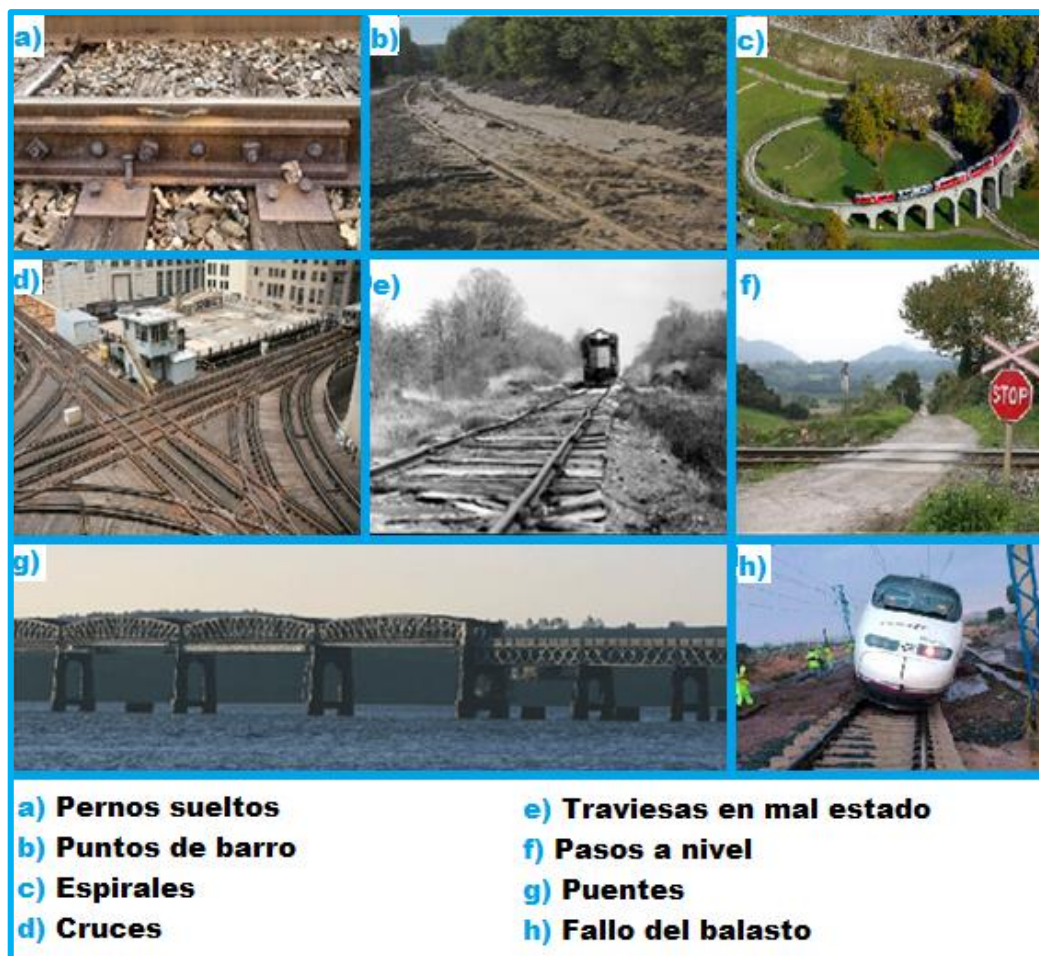 a)
b)
c)
d)
e)
f)
STOP
g)
h)
a) Pernos sueltos
b) Puntos de barro
c) Espirales
d) Cruces
e) Traviesas en mal estado
f) Pasos a nivel
g) Puentes
h) Fallo del balasto